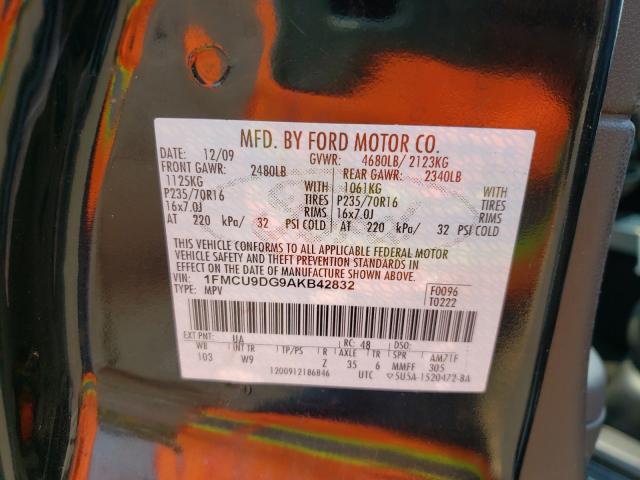 MFD. BY FORD MOTOR CO.
DATE: 12/09 GVWR: 4680LB/ 2123KG
FRONT GAWR: 2480LB REAR GAWR: 2340LB
1125KG WITH 1061KG WITH
P235/70R16 TIRES P235/70R16 TIRES
16x7.0J RIMS 16x7.0J RIMS
AT 220 kPa/ 32 PSI COLD AT 220 kPa/ 32 PSI COLD
THIS VEHICLE CONFORMS TO ALL APPLICABLE FEDERAL MOTOR
VEHICLE SAFETY AND THEFT PREVENTION STANDARDS IN
EFFECT ON THE DATE OF MANUFACTURE SHOWN ABOVE.
VIN: 1FMCU9DG9AKB42832 F0096
TYPE: MPV T0222
EXT PNT: UA RC: 48
WB INT TR TP/PS R AXLE TR SPR AM71F
103 W9 Z 35 6 MMFF 305
1200912186846 UTC 5U5A-1520472-BA